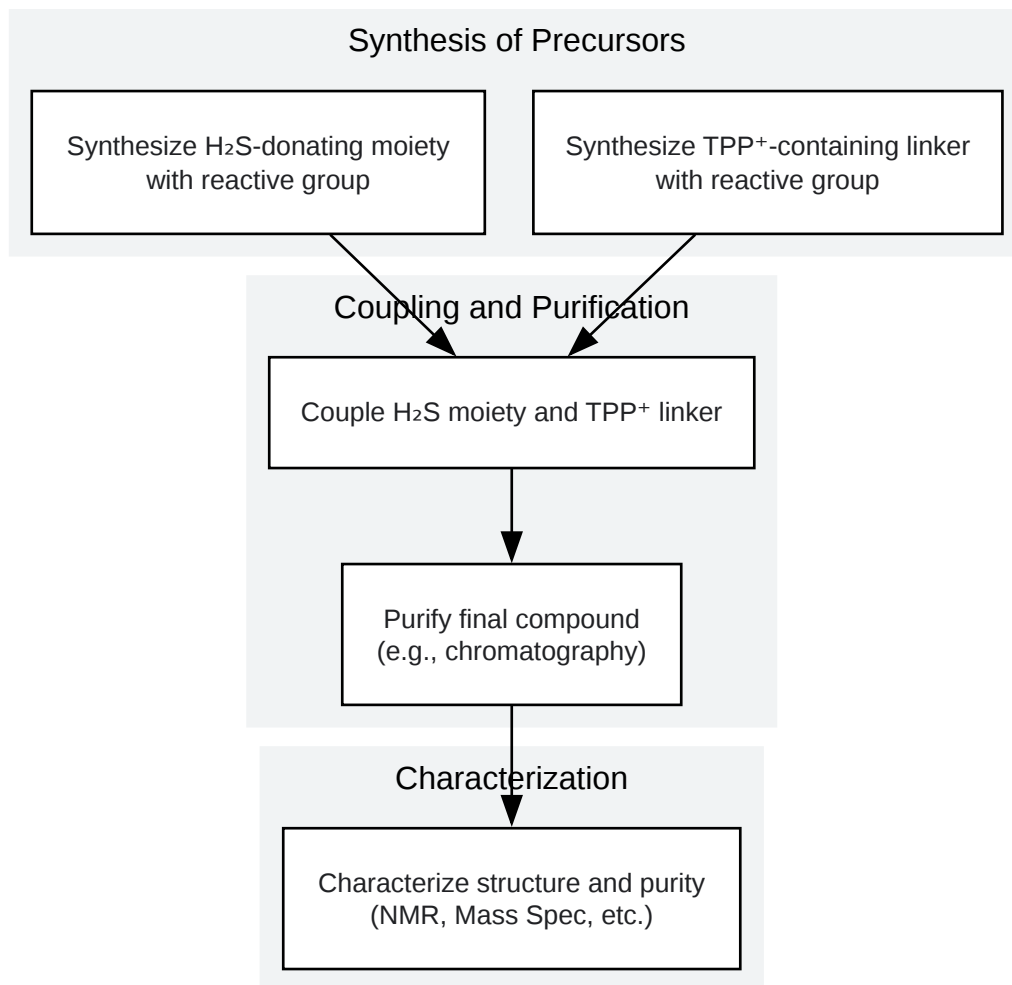 Synthesis of Precursors
Synthesize H₂S-donating moiety
with reactive group
Synthesize TPP⁺-containing linker
with reactive group
Coupling and Purification
Couple H₂S moiety and TPP⁺ linker
Purify final compound
(e.g., chromatography)
Characterization
Characterize structure and purity
(NMR, Mass Spec, etc.)